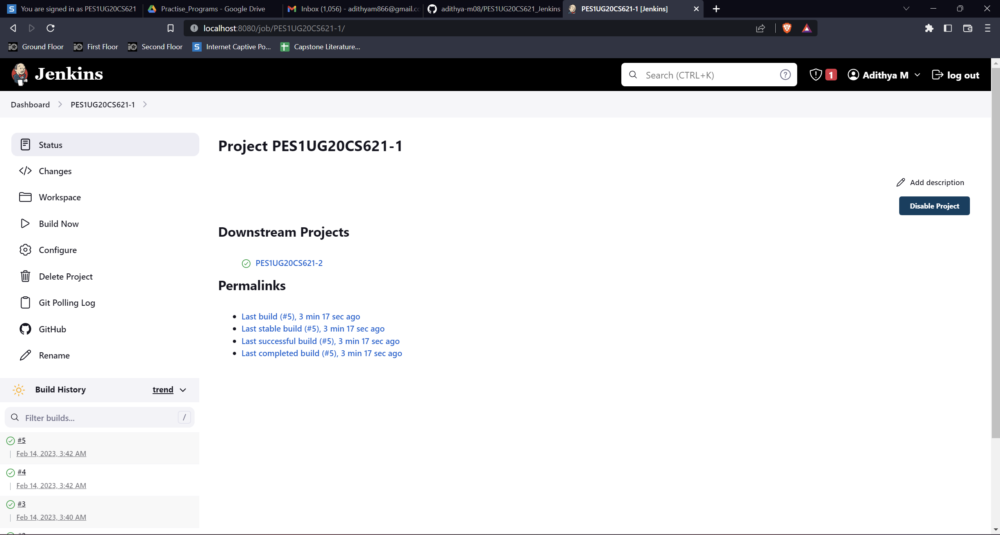 You are signed in as PES1UG20CS621
Practise_Programs - Google Drive
Inbox (1,056) - adithyam866@gmail.c
adithya-m08/PES1UG20CS621_Jenkins
PES1UG20CS621-1 [Jenkins]
localhost:8080/job/PES1UG20CS621-1/
Ground Floor
First Floor
Second Floor
Internet Captive Po...
Capstone Literature...
Jenkins
Search (CTRL+K)
1
Adithya M
log out
Dashboard
PES1UG20CS621-1
Status
Changes
Workspace
Build Now
Configure
Delete Project
Git Polling Log
GitHub
Rename
Project PES1UG20CS621-1
Add description
Disable Project
Downstream Projects
PES1UG20CS621-2
Permalinks
Last build (#5), 3 min 17 sec ago
Last stable build (#5), 3 min 17 sec ago
Last successful build (#5), 3 min 17 sec ago
Last completed build (#5), 3 min 17 sec ago
Build History
trend
Filter builds...
/
#5
Feb 14, 2023, 3:42 AM
#4
Feb 14, 2023, 3:42 AM
#3
Feb 14, 2023, 3:40 AM